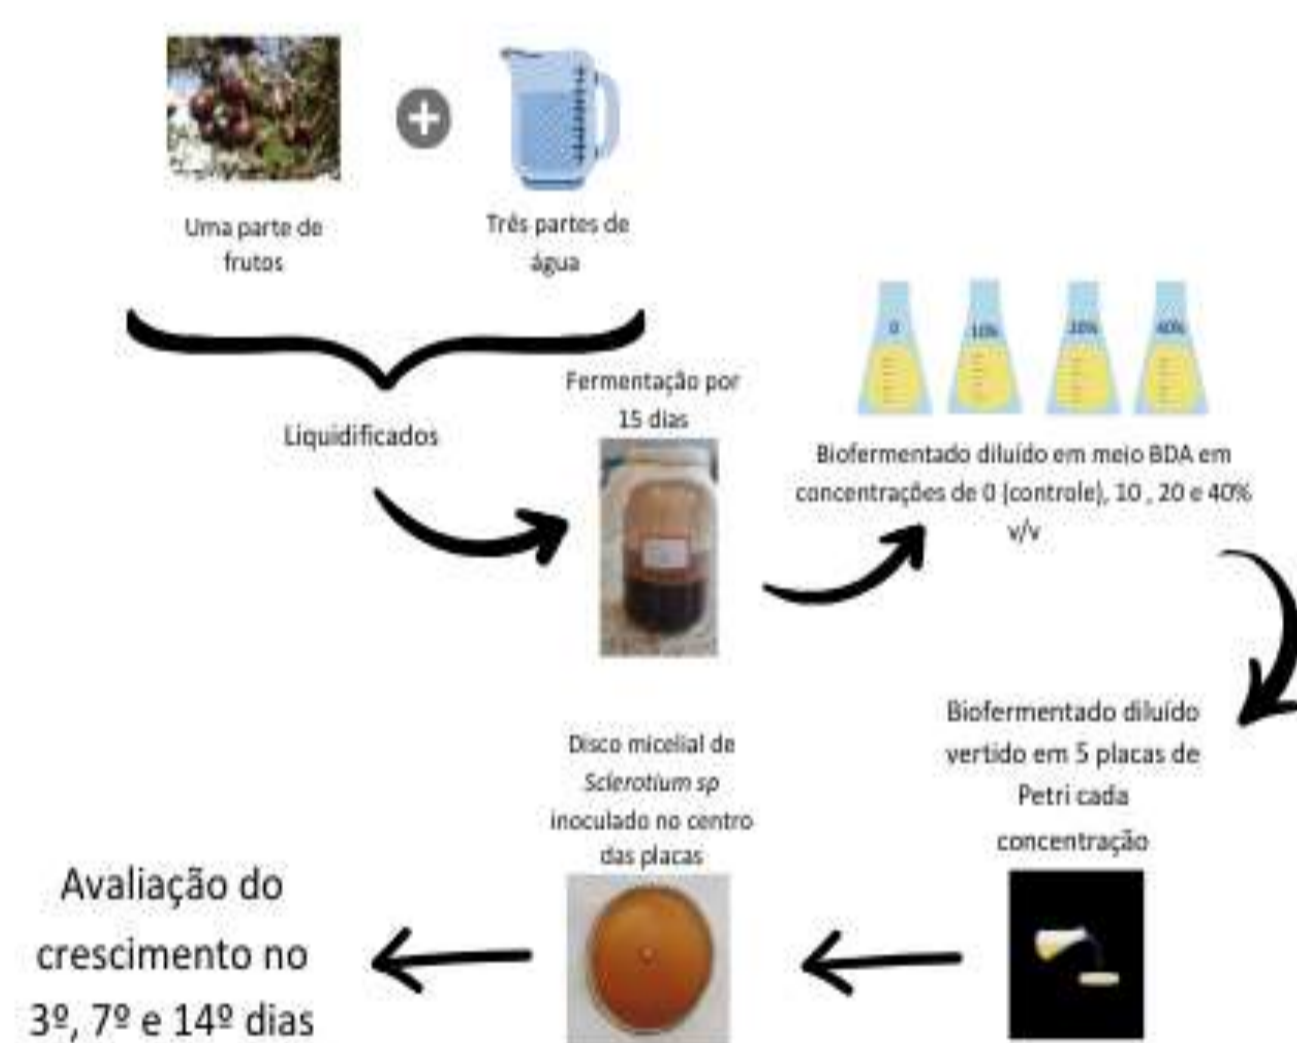 Uma parte de
frutos
Três partes de
água
Liquidificados
Fermentação por
15 dias
0
10%
20%
40%
Biofermentado diluído em meio BDA em
concentrações de 0 (controle), 10 , 20 e 40%
v/v
Biofermentado diluído
vertido em 5 placas de
Petri cada
concentração
Disco micelial de
Sclerotium sp
inoculado no centro
das placas
Avaliação do
crescimento no
3º, 7º e 14º dias